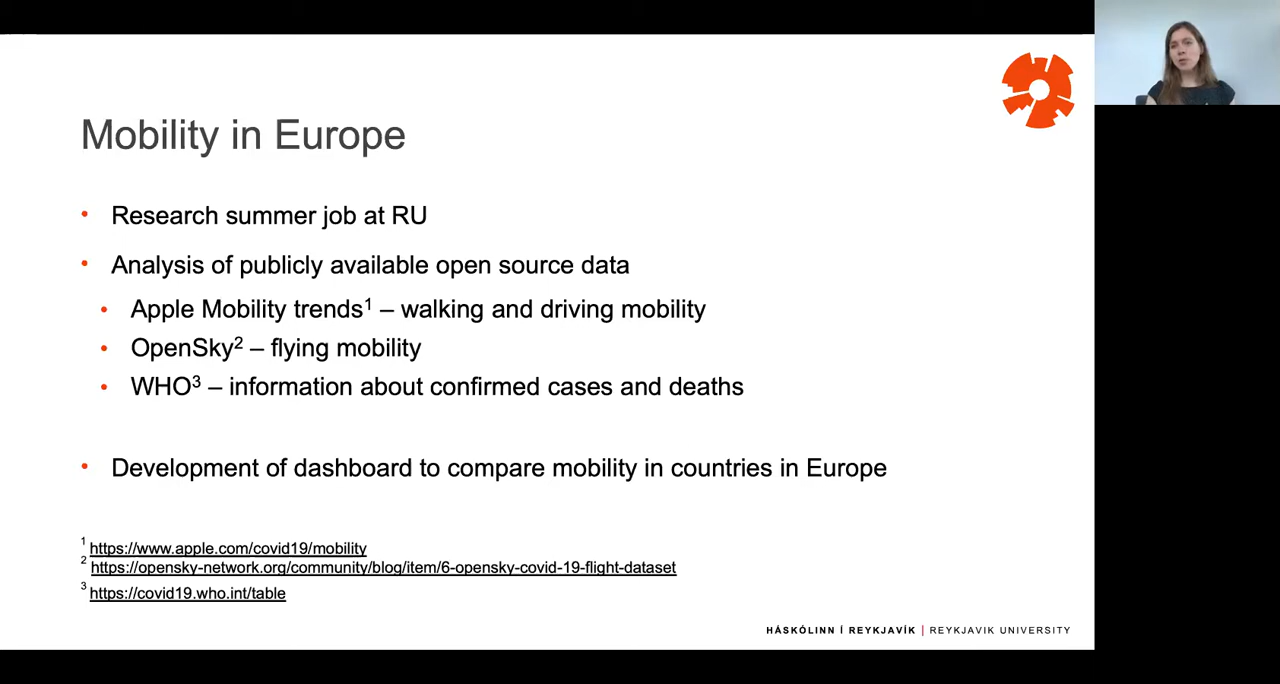 Mobility in Europe
• Research summer job at RU
• Analysis of publicly available open source data
• Apple Mobility trends¹ – walking and driving mobility
• OpenSky² – flying mobility
• WHO³ – information about confirmed cases and deaths
• Development of dashboard to compare mobility in countries in Europe
¹ https://www.apple.com/covid19/mobility
² https://opensky-network.org/community/blog/item/6-opensky-covid-19-flight-dataset
³ https://covid19.who.int/table
HÁSKÓLINN Í REYKJAVÍK | REYKJAVIK UNIVERSITY